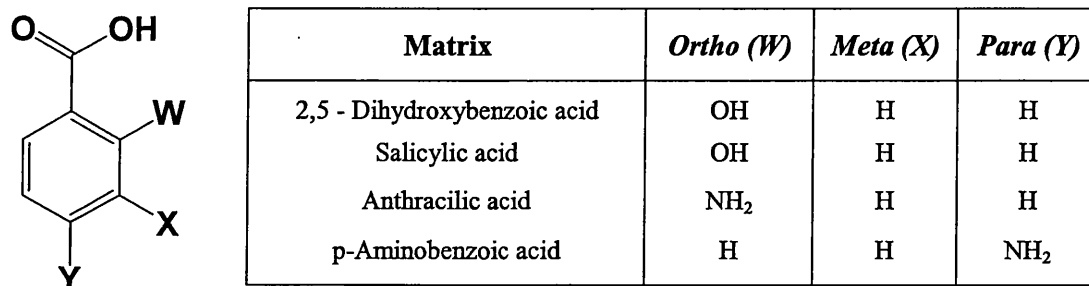 O OH
W
X
Y
Matrix Ortho (W) Meta (X) Para (Y)
2,5 - Dihydroxybenzoic acid OH H H
Salicylic acid OH H H
Anthracilic acid NH₂ H H
p-Aminobenzoic acid H H NH₂